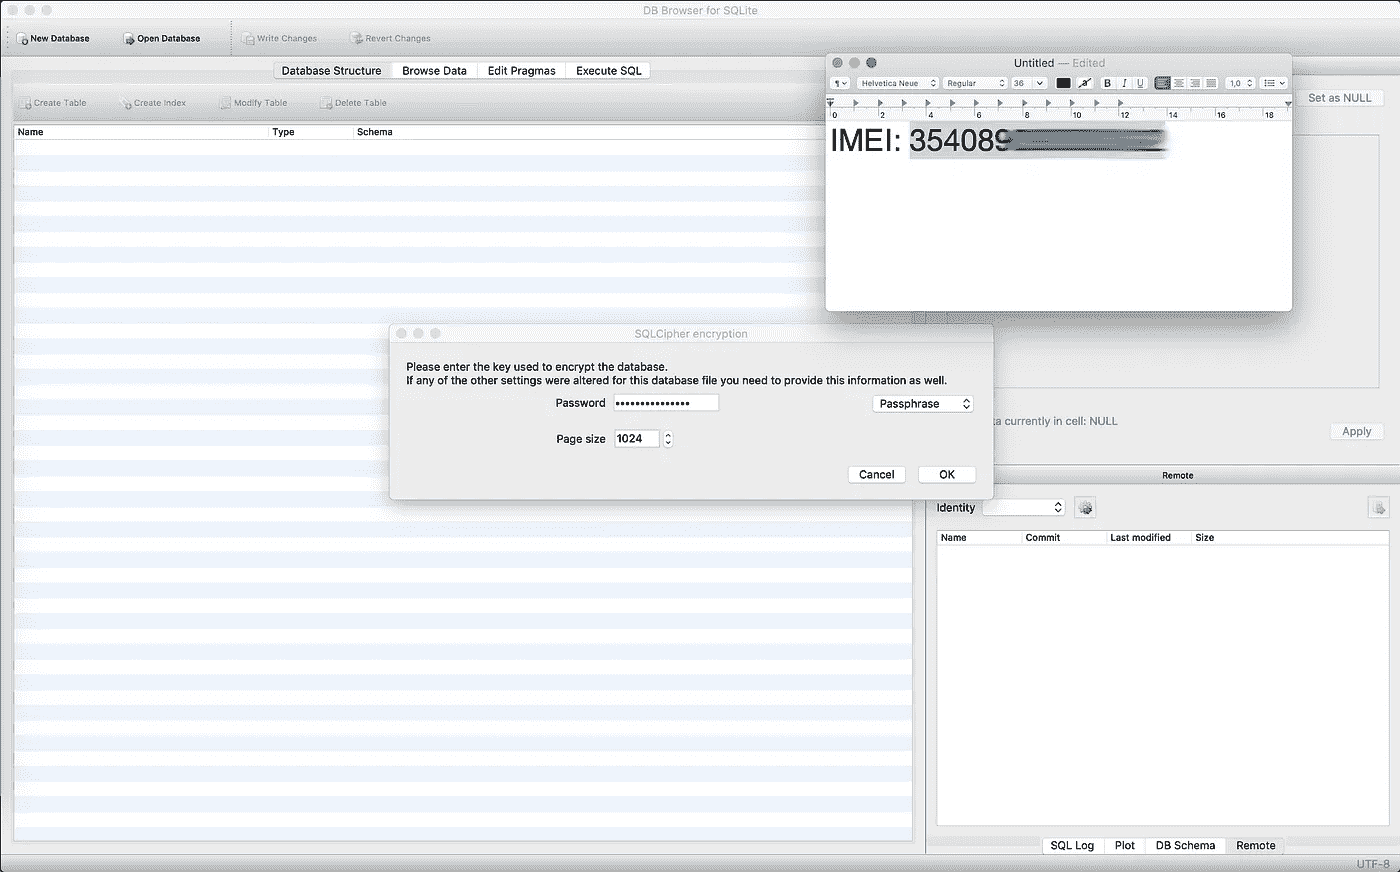 DB Browser for SQLite
New Database Open Database Write Changes Revert Changes
Database Structure Browse Data Edit Pragmas Execute SQL
Create Table Create Index Modify Table Delete Table
Name Type Schema
Untitled — Edited
¶ Helvetica Neue Regular 36 a B I U 1,0
0 2 4 6 8 10 12 14 16 18
IMEI: 354089
Set as NULL
SQLCipher encryption
Please enter the key used to encrypt the database.
If any of the other settings were altered for this database file you need to provide this information as well.
Password ••••••••••••••• Passphrase
Page size 1024
Cancel OK
ta currently in cell: NULL
Apply
Remote
Identity
Name Commit Last modified Size
SQL Log Plot DB Schema Remote
UTF-8